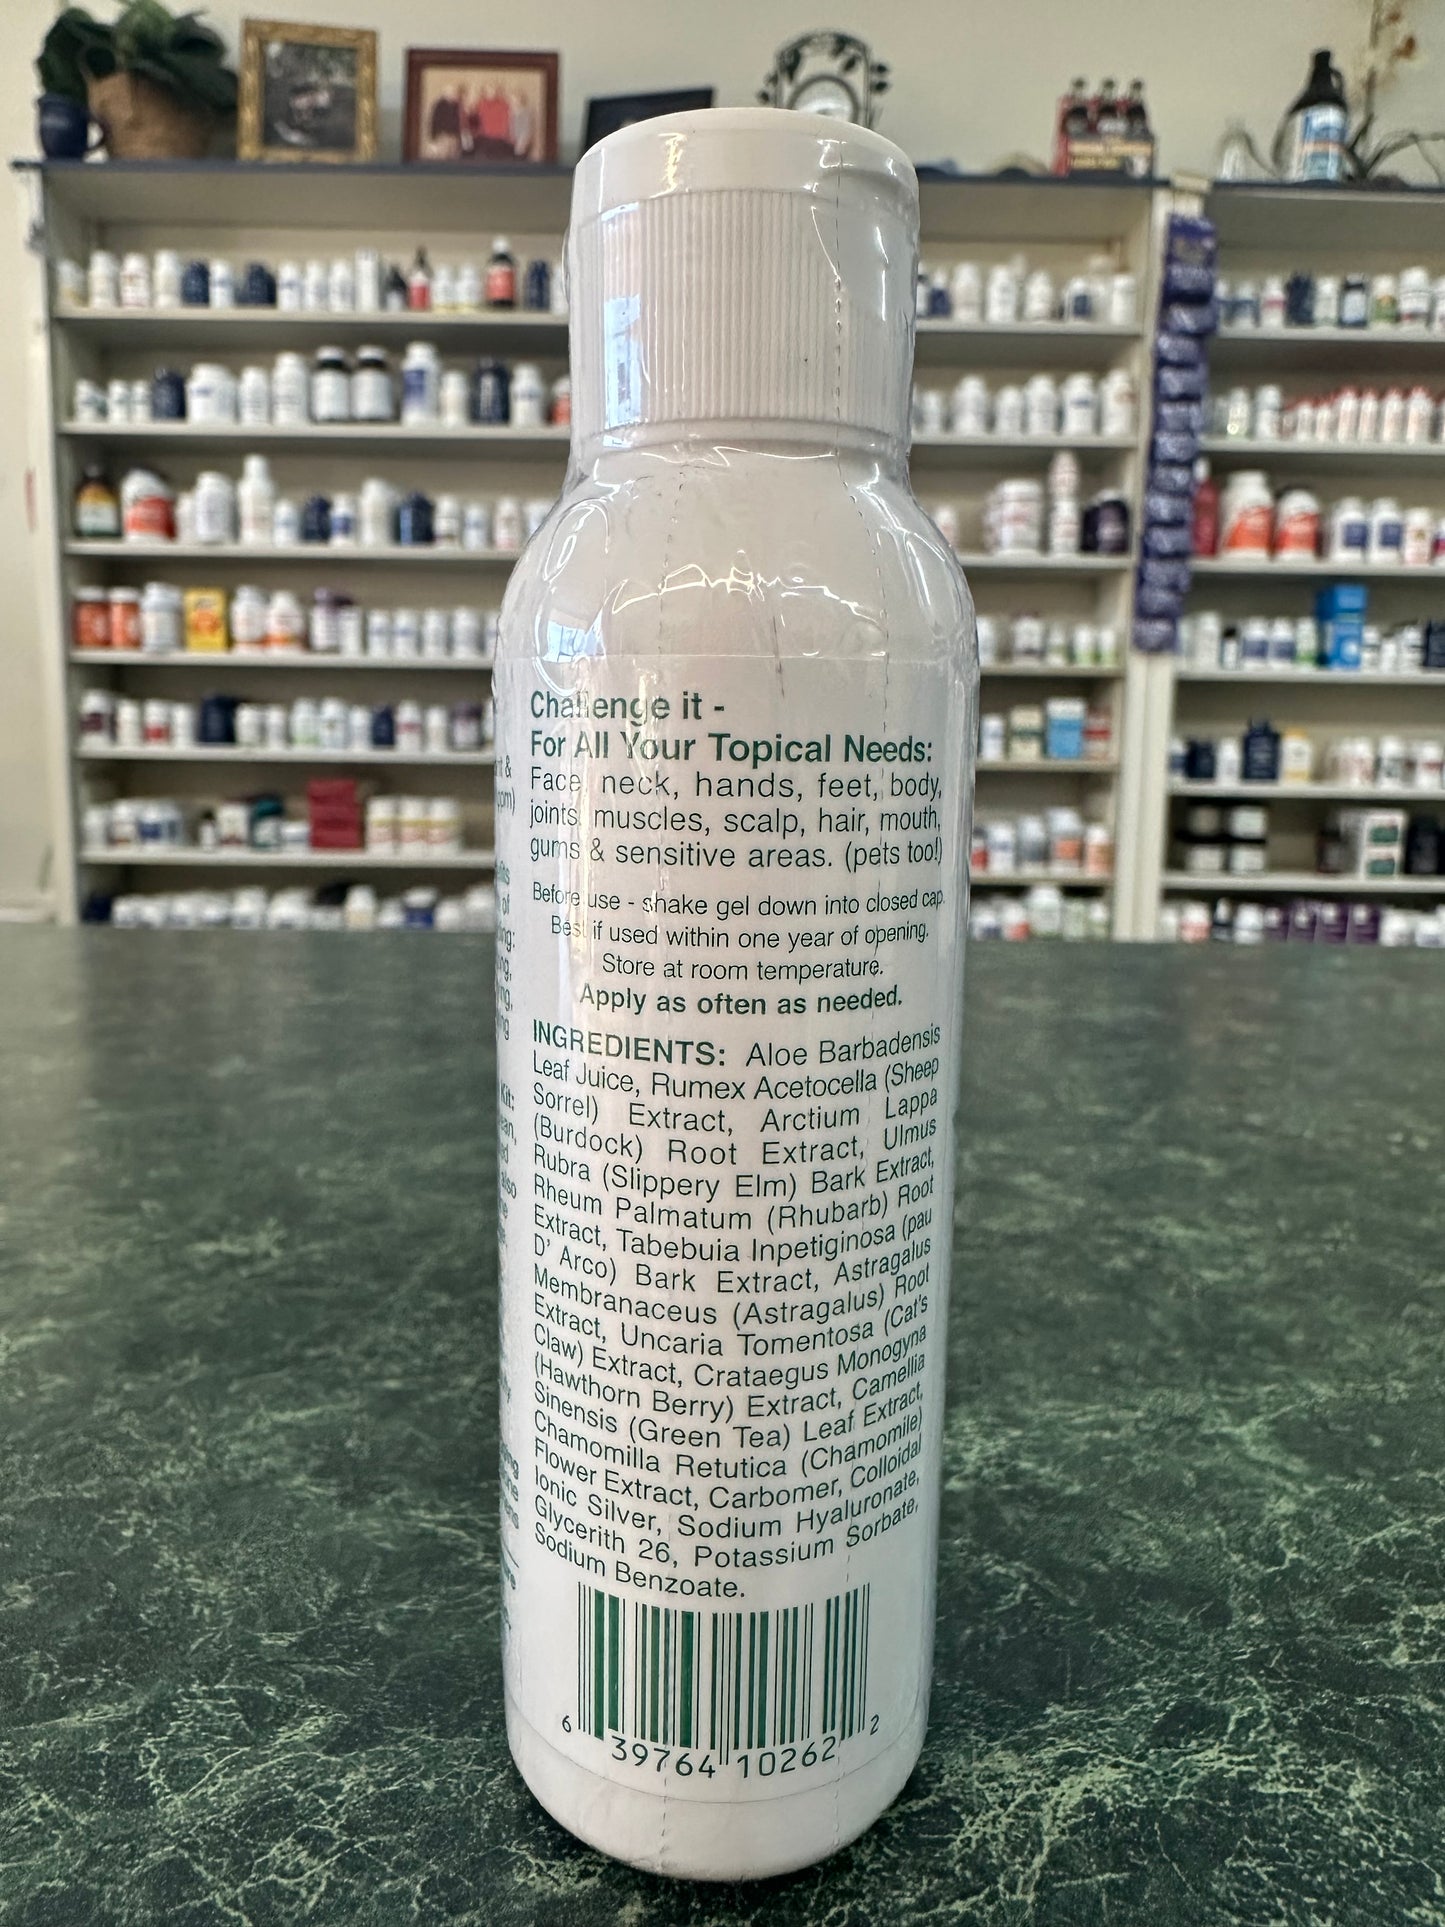 Challenge it -
For All Your Topical Needs:
Face, neck, hands, feet, body,
joints, muscles, scalp, hair, mouth,
gums & sensitive areas. (pets too!)
Before use - shake gel down into closed cap.
Best if used within one year of opening.
Store at room temperature.
Apply as often as needed.
INGREDIENTS: Aloe Barbadensis
Leaf Juice, Rumex Acetocella (Sheep
Sorrel) Extract, Arctium Lappa
(Burdock) Root Extract, Ulmus
Rubra (Slippery Elm) Bark Extract,
Rheum Palmatum (Rhubarb) Root
Extract, Tabebuia Inpetiginosa (pau
D' Arco) Bark Extract, Astragalus
Membranaceus (Astragalus) Root
Extract, Uncaria Tomentosa (Cat's
Claw) Extract, Crataegus Monogyna
(Hawthorn Berry) Extract, Camellia
Sinensis (Green Tea) Leaf Extract,
Chamomilla Retutica (Chamomile)
Flower Extract, Carbomer, Colloidal
Ionic Silver, Sodium Hyaluronate,
Glycerith 26, Potassium Sorbate,
Sodium Benzoate.
6 39764 10262 2